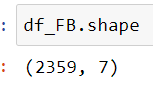 : df_FB.shape
: (2359, 7)